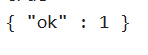 { "ok" : 1 }